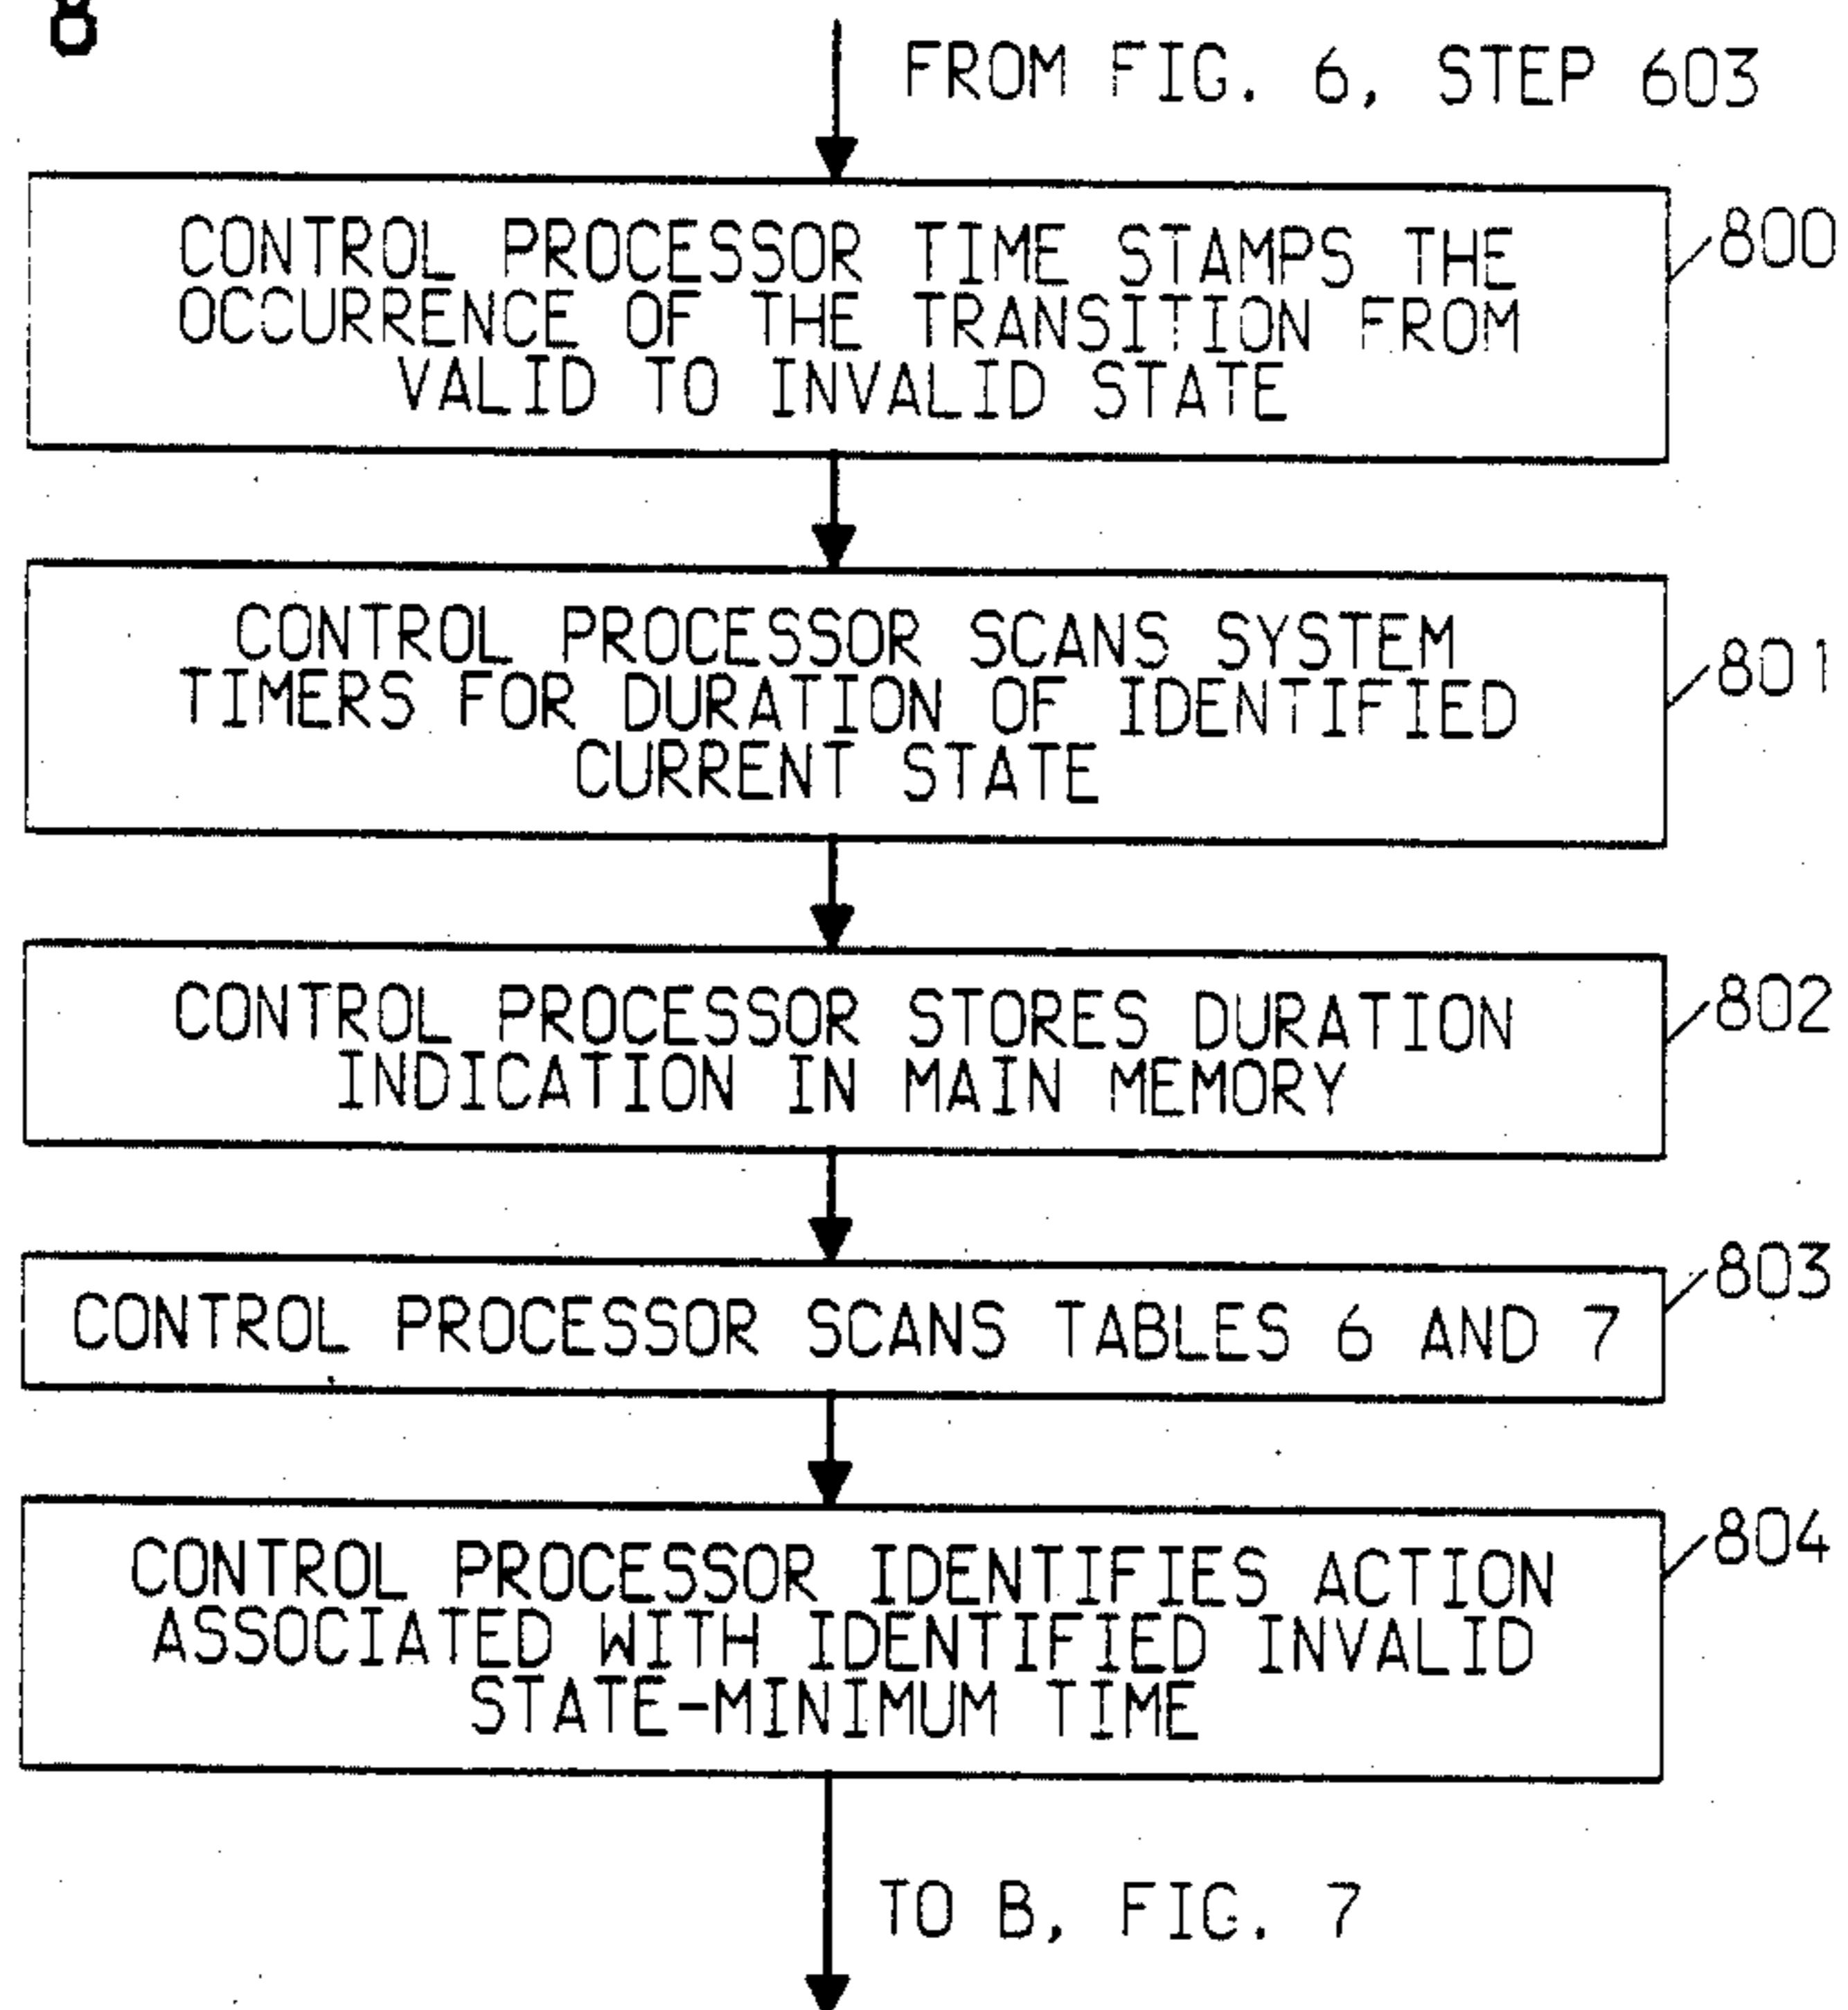 8
FROM FIG. 6, STEP 603
CONTROL PROCESSOR TIME STAMPS THE
OCCURRENCE OF THE TRANSITION FROM
VALID TO INVALID STATE
800
CONTROL PROCESSOR SCANS SYSTEM
TIMERS FOR DURATION OF IDENTIFIED
CURRENT STATE
801
CONTROL PROCESSOR STORES DURATION
INDICATION IN MAIN MEMORY
802
CONTROL PROCESSOR SCANS TABLES 6 AND 7
803
CONTROL PROCESSOR IDENTIFIES ACTION
ASSOCIATED WITH IDENTIFIED INVALID
STATE-MINIMUM TIME
804
TO B, FIG. 7